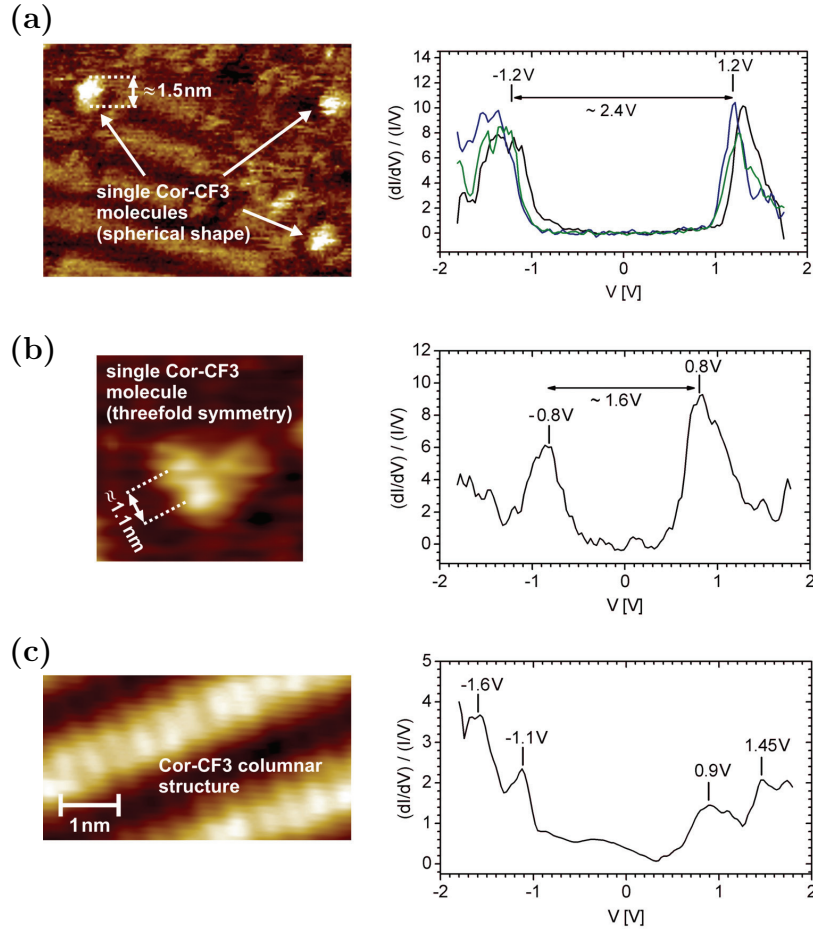 (a)
≈1.5nm
single Cor-CF3
molecules
(spherical shape)
(dI/dV) / (I/V)
14
12
10
8
6
4
2
0
-1.2V
1.2V
~ 2.4V
-2 -1 0 1 2
V [V]
(b)
single Cor-CF3
molecule
(threefold symmetry)
≈1.1nm
(dI/dV) / (I/V)
12
10
8
6
4
2
0
-0.8V
0.8V
~ 1.6V
-2 -1 0 1 2
V [V]
(c)
Cor-CF3 columnar
structure
1nm
(dI/dV) / (I/V)
5
4
3
2
1
0
-1.6V
-1.1V
0.9V
1.45V
-2 -1 0 1 2
V [V]